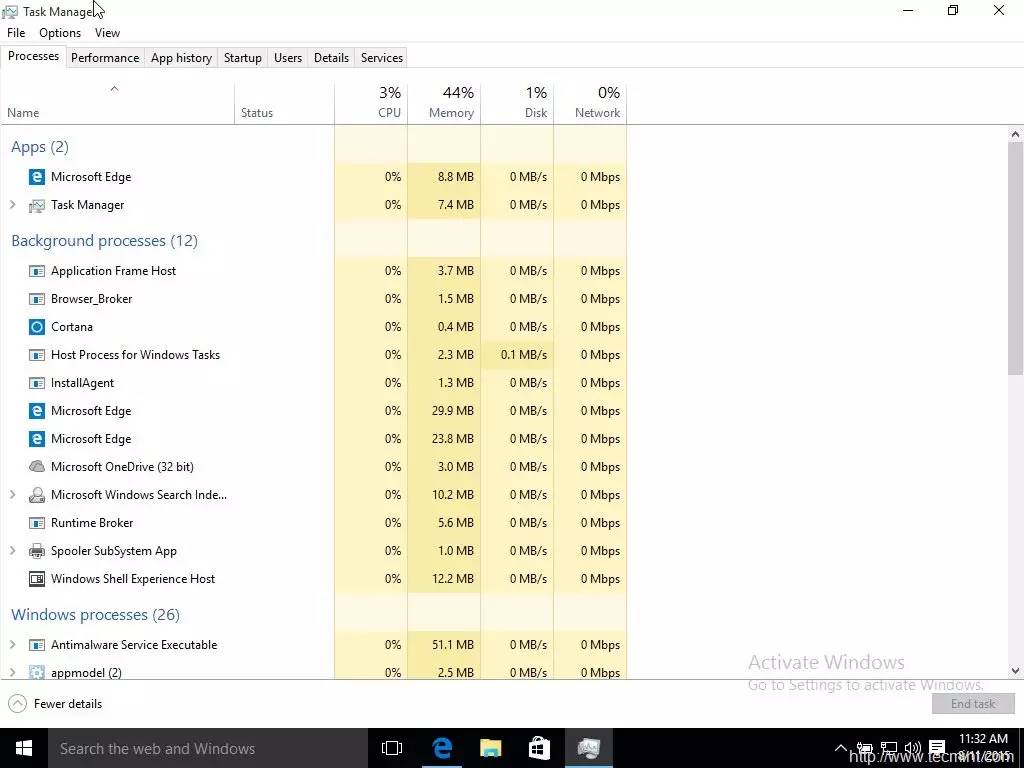 Task Manager
File Options View
Processes Performance App history Startup Users Details Services
3% 44% 1% 0%
Name Status CPU Memory Disk Network
Apps (2)
Microsoft Edge 0% 8.8 MB 0 MB/s 0 Mbps
Task Manager 0% 7.4 MB 0 MB/s 0 Mbps
Background processes (12)
Application Frame Host 0% 3.7 MB 0 MB/s 0 Mbps
Browser_Broker 0% 1.5 MB 0 MB/s 0 Mbps
Cortana 0% 0.4 MB 0 MB/s 0 Mbps
Host Process for Windows Tasks 0% 2.3 MB 0.1 MB/s 0 Mbps
InstallAgent 0% 1.3 MB 0 MB/s 0 Mbps
Microsoft Edge 0% 29.9 MB 0 MB/s 0 Mbps
Microsoft Edge 0% 23.8 MB 0 MB/s 0 Mbps
Microsoft OneDrive (32 bit) 0% 3.0 MB 0 MB/s 0 Mbps
Microsoft Windows Search Inde... 0% 10.2 MB 0 MB/s 0 Mbps
Runtime Broker 0% 5.6 MB 0 MB/s 0 Mbps
Spooler SubSystem App 0% 1.0 MB 0 MB/s 0 Mbps
Windows Shell Experience Host 0% 12.2 MB 0 MB/s 0 Mbps
Windows processes (26)
Antimalware Service Executable 0% 51.1 MB 0 MB/s 0 Mbps
appmodel (2) 0% 2.5 MB 0 MB/s 0 Mbps
Activate Windows
Go to Settings to activate Windows.
Fewer details End task
Search the web and Windows
11:32 AM
8/11/2015
http://www.tecmint.com